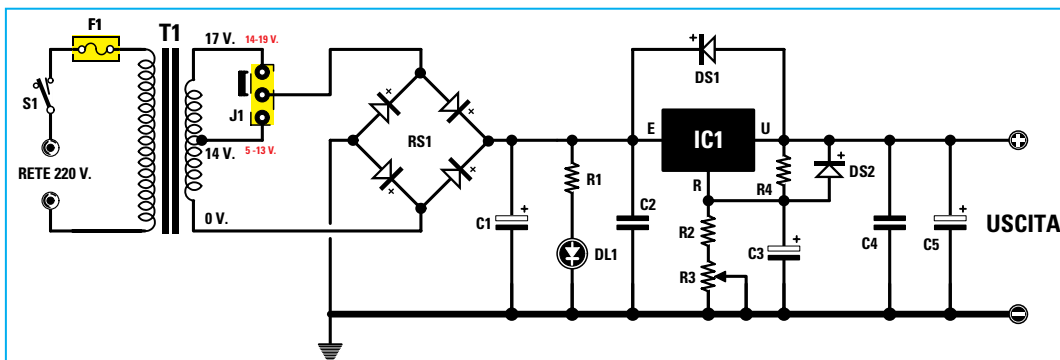 F1
T1
17 V.
14-19 V.
S1
J1
14 V.
5-13 V.
RETE 220 V.
0 V.
RS1
+
+
+
+
C1
+
R1
DL1
C2
+
DS1
E
IC1
U
R
R4
+
DS2
R2
R3
C3
+
C4
C5
+
USCITA
+
−